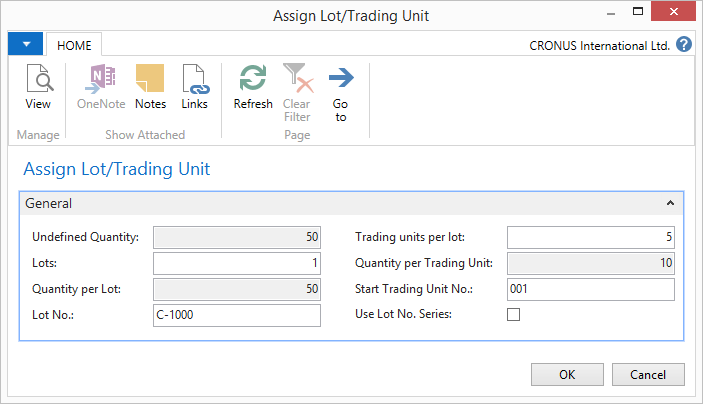 Assign Lot/Trading Unit
HOME
CRONUS International Ltd.
View
OneNote
Notes
Links
Refresh
Clear
Filter
Go
to
Manage
Show Attached
Page
Assign Lot/Trading Unit
General
Undefined Quantity: 50
Trading units per lot: 5
Lots: 1
Quantity per Trading Unit: 10
Quantity per Lot: 50
Start Trading Unit No.: 001
Lot No.: C-1000
Use Lot No. Series:
OK
Cancel